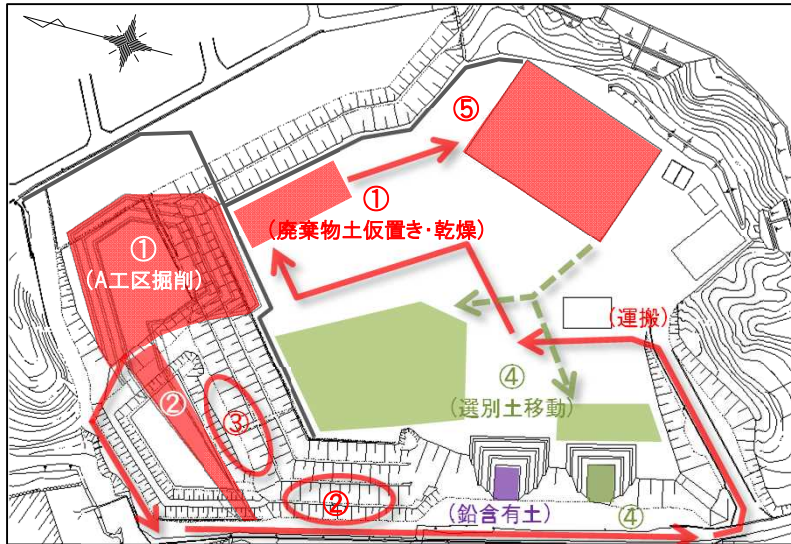 ⑤
①
(廃棄物土仮置き・乾燥)
①
(A工区掘削)
(運搬)
④
(選別土移動)
②
③
②
(鉛含有土)
④